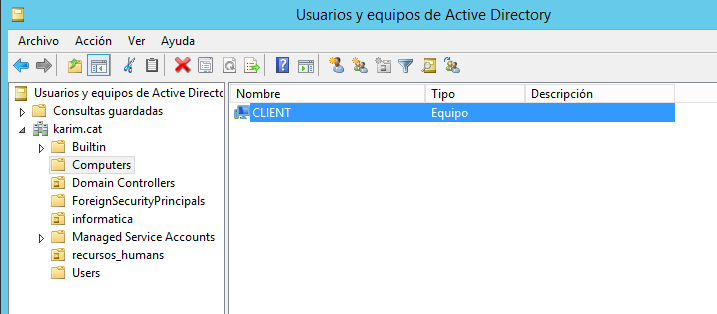 Usuarios y equipos de Active Directory
Archivo Acción Ver Ayuda
Usuarios y equipos de Active Directo
Consultas guardadas
karim.cat
Builtin
Computers
Domain Controllers
ForeignSecurityPrincipals
informatica
Managed Service Accounts
recursos_humans
Users
Nombre Tipo Descripción
CLIENT Equipo